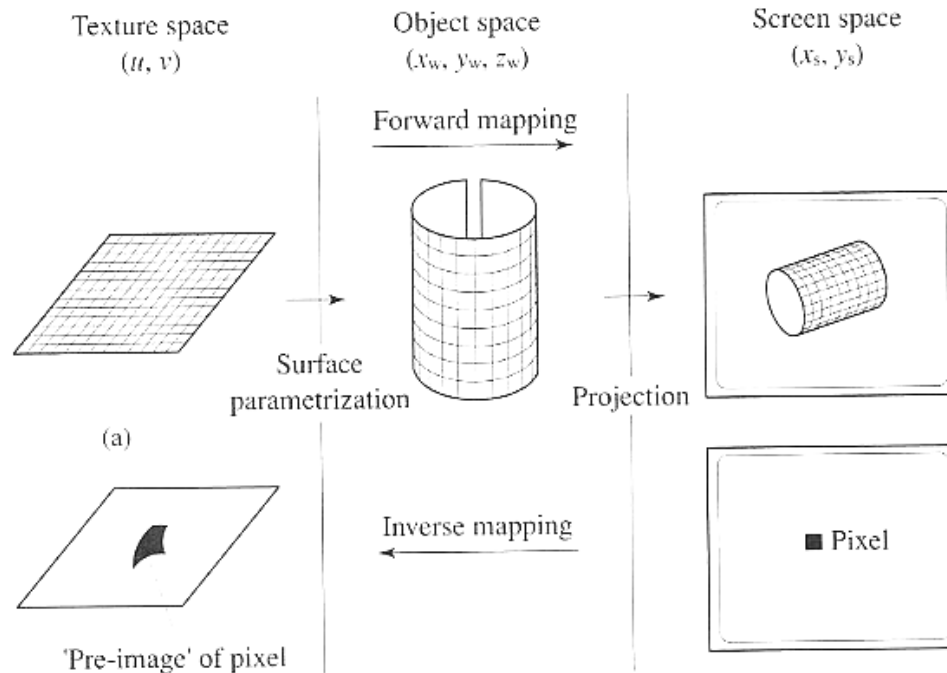 Texture space
(u, v)
Object space
(xw, yw, zw)
Screen space
(xs, ys)
Forward mapping
Surface
parametrization
Projection
(a)
Inverse mapping
Pixel
'Pre-image' of pixel